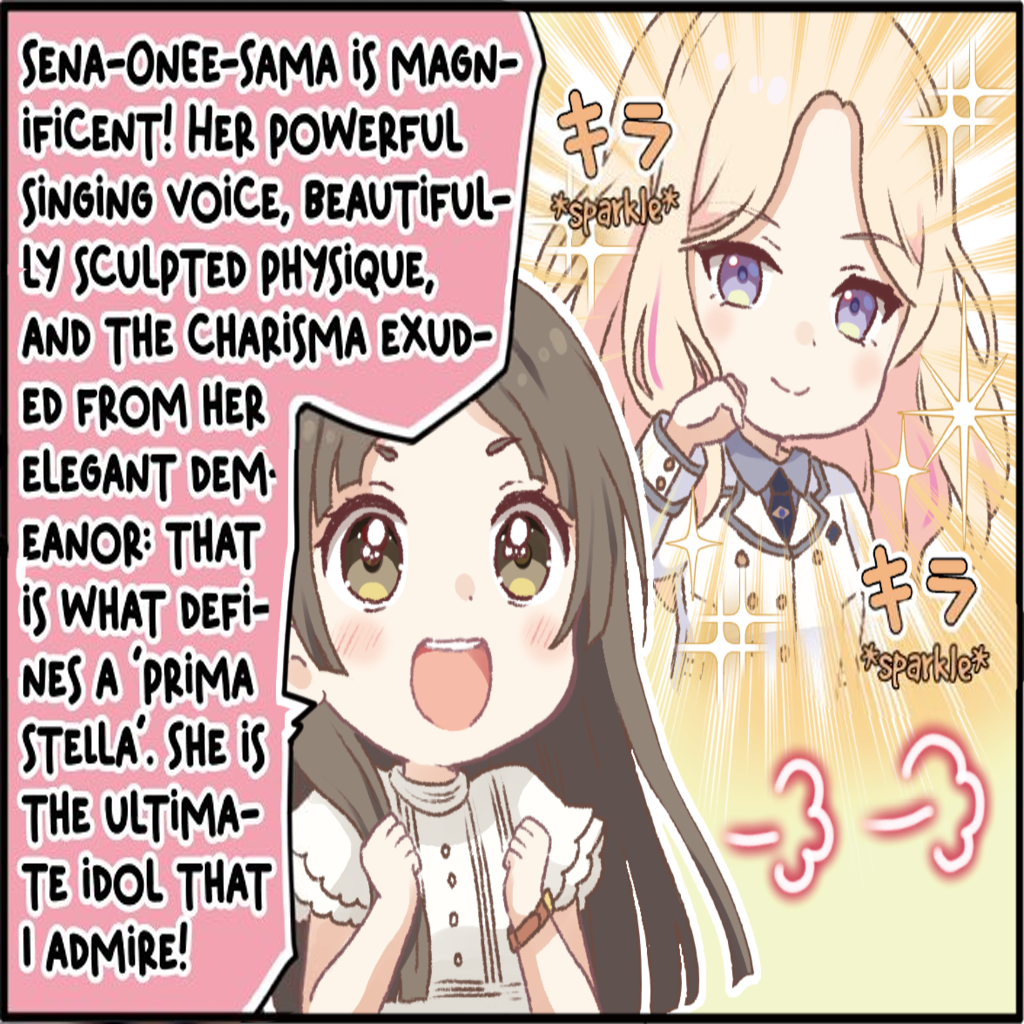 SENA-ONEE-SAMA IS MAGN-
IFICENT! HER POWERFUL
SINGING VOICE, BEAUTIFUL-
LY SCULPTED PHYSIQUE,
AND THE CHARISMA EXUD-
ED FROM HER
ELEGANT DEM-
EANOR: THAT
IS WHAT DEFI-
NES A 'PRIMA
STELLA'. SHE IS
THE ULTIMA-
TE IDOL THAT
I ADMIRE!
キラ
*sparkle*
キラ
*sparkle*